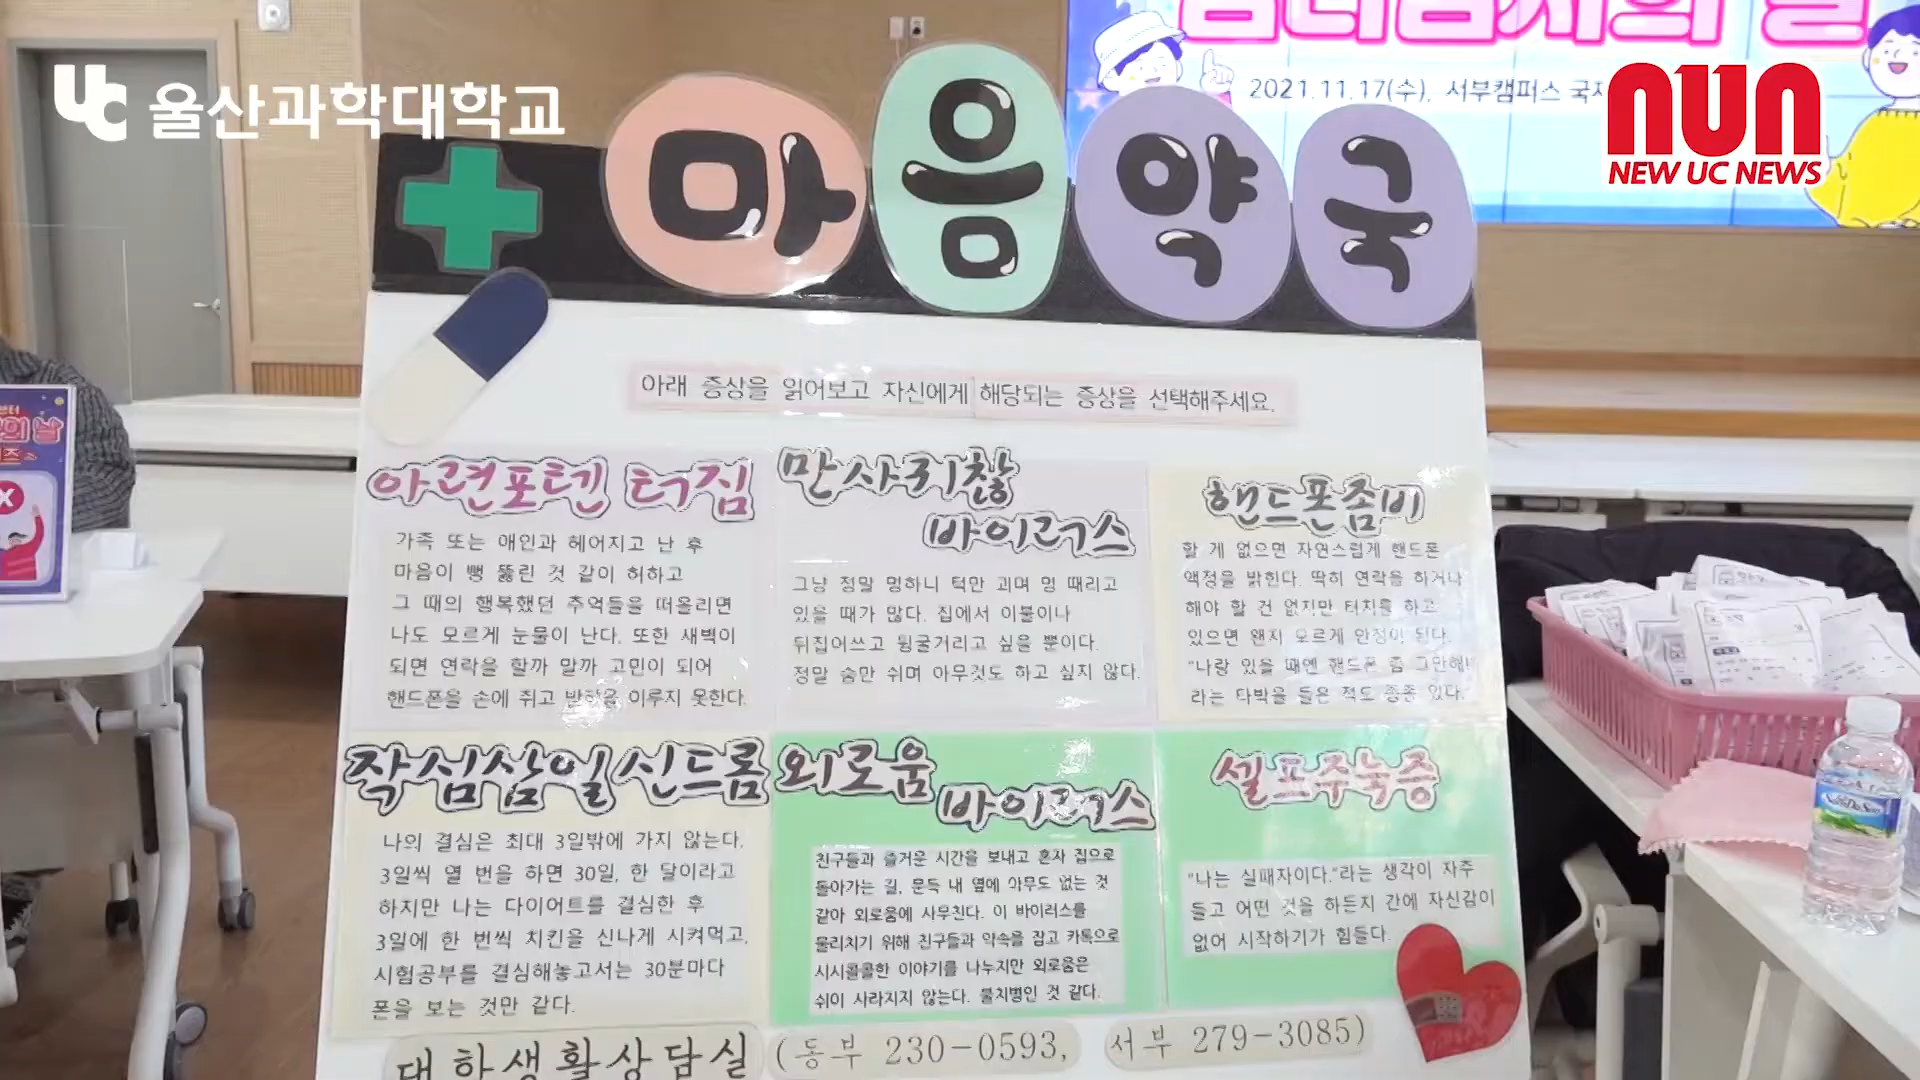 울산과학대학교
2021.11.17(수), 서부캠퍼스
NUN
NEW UC NEWS
마음약국
아래 증상을 읽어보고 자신에게 해당되는 증상을 선택해주세요.
아련포텐 터짐
가족 또는 애인과 헤어지고 난 후
마음이 뻥 뚫린 것 같이 허하고
그 때의 행복했던 추억들을 떠올리면
나도 모르게 눈물이 난다. 또한 새벽이
되면 연락을 할까 말까 고민이 되어
핸드폰을 손에 쥐고 밤잠을 이루지 못한다.
만사귀찮
바이러스
그냥 정말 멍하니 턱만 괴며 멍 때리고
있을 때가 많다. 집에서 이불이나
뒤집어쓰고 뒹굴거리고 싶을 뿐이다.
정말 숨만 쉬며 아무것도 하고 싶지 않다.
핸드폰좀비
할 게 없으면 자연스럽게 핸드폰
액정을 밝힌다. 딱히 연락을 하거나
해야 할 건 없지만 터치를 하고
있으면 왠지 모르게 안정이 된다.
"나랑 있을 때엔 핸드폰 좀 그만해!"
라는 타박을 들은 적도 종종 있다.
작심삼일 신드롬
나의 결심은 최대 3일밖에 가지 않는다.
3일씩 열 번을 하면 30일, 한 달이라고
하지만 나는 다이어트를 결심한 후
3일에 한 번씩 치킨을 신나게 시켜먹고,
시험공부를 결심해놓고서는 30분마다
폰을 보는 것만 같다.
외로움
바이러스
친구들과 즐거운 시간을 보내고 혼자 집으로
돌아가는 길, 문득 내 옆에 아무도 없는 것
같아 외로움에 사무친다. 이 바이러스를
물리치기 위해 친구들과 약속을 잡고 카톡으로
시시콜콜한 이야기를 나누지만 외로움은
쉬이 사라지지 않는다. 불치병인 것 같다.
셀프주눅증
"나는 실패자이다."라는 생각이 자주
들고 어떤 것을 하든지 간에 자신감이
없어 시작하기가 힘들다.
대학생활상담실 (동부 230-0593, 서부 279-3085)